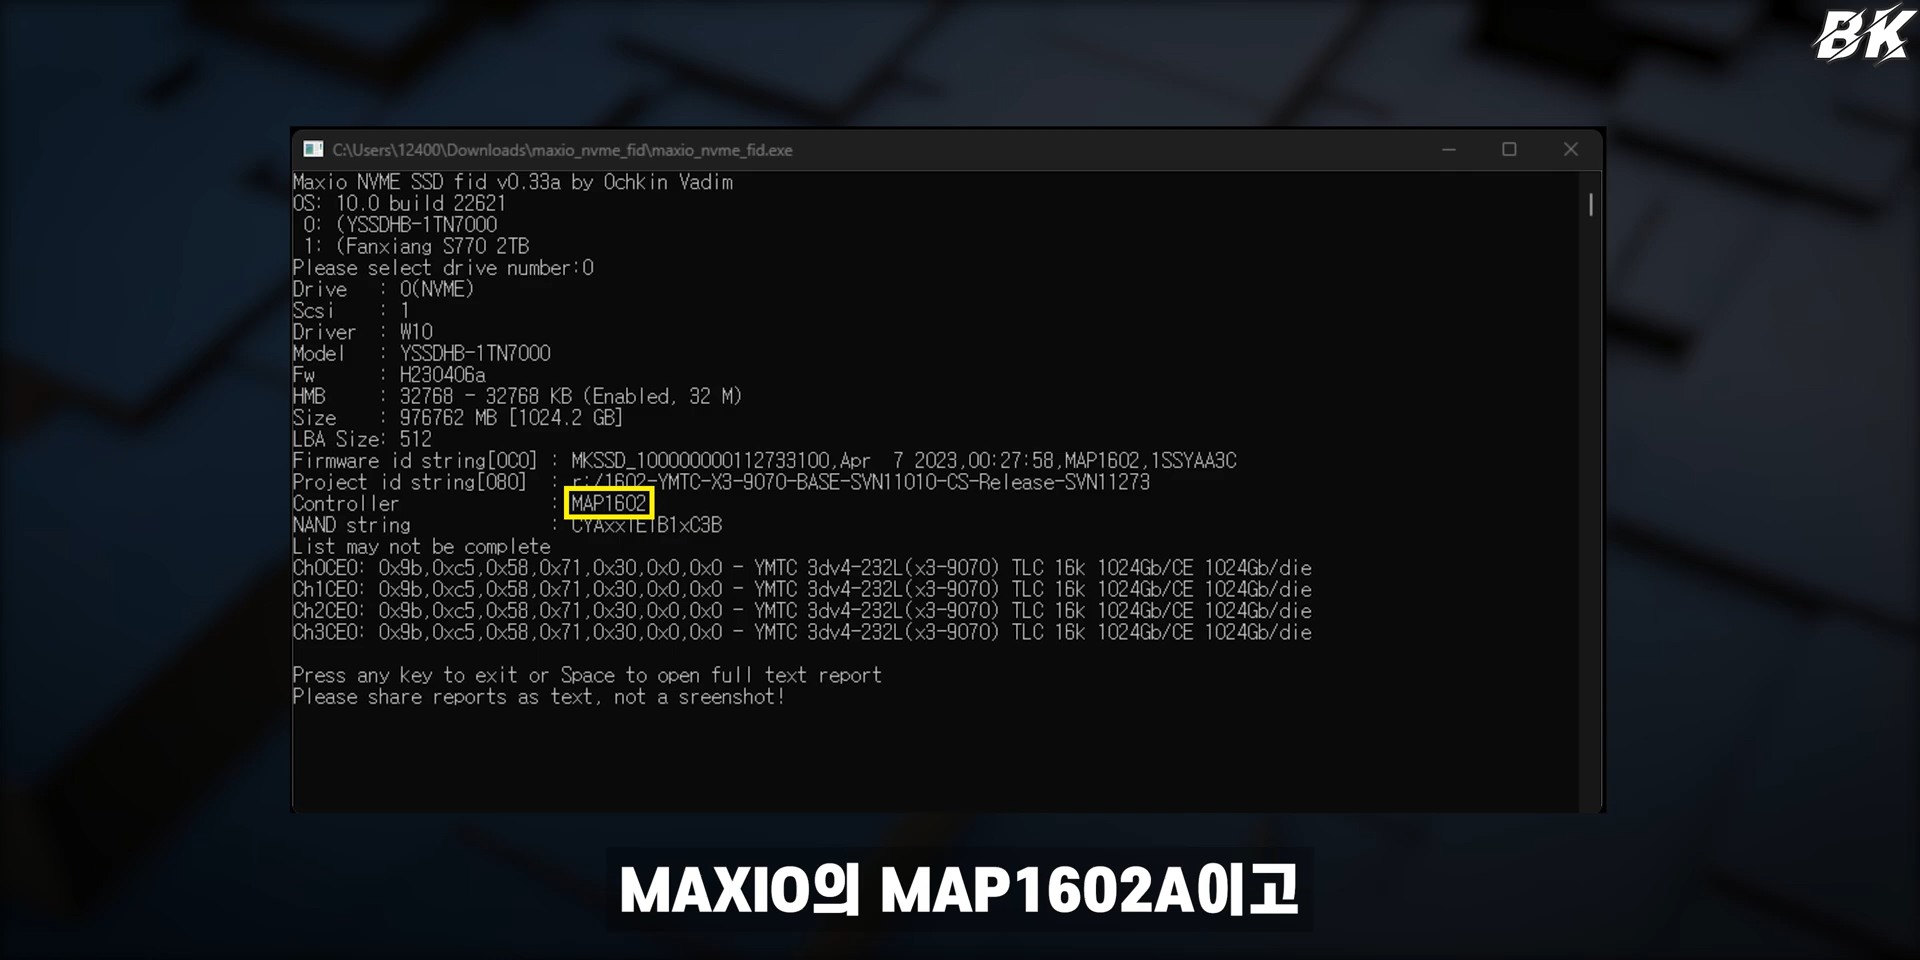 BK
C:\Users\12400\Downloads\maxio_nvme_fid\maxio_nvme_fid.exe
Maxio NVME SSD fid v0.33a by Ochkin Vadim
OS: 10.0 build 22621
0: (YSSDHB-1TN7000
1: (Fanxiang S770 2TB
Please select drive number:0
Drive : 0(NVME)
Scsi : 1
Driver : W10
Model : YSSDHB-1TN7000
Fw : H230406a
HMB : 32768 - 32768 KB (Enabled, 32 M)
Size : 976762 MB [1024.2 GB]
LBA Size: 512
Firmware id string[0C0] : MKSSD_100000000112733100,Apr 7 2023,00:27:58,MAP1602,1SSYAA3C
Project id string[080] : r:/1602-YMTC-X3-9070-BASE-SVN11010-CS-Release-SVN11273
Controller : MAP1602
NAND string : CYAxxTE1B1xC3B
List may not be complete
Ch0CE0: 0x9b,0xc5,0x58,0x71,0x30,0x0,0x0 - YMTC 3dv4-232L(x3-9070) TLC 16k 1024Gb/CE 1024Gb/die
Ch1CE0: 0x9b,0xc5,0x58,0x71,0x30,0x0,0x0 - YMTC 3dv4-232L(x3-9070) TLC 16k 1024Gb/CE 1024Gb/die
Ch2CE0: 0x9b,0xc5,0x58,0x71,0x30,0x0,0x0 - YMTC 3dv4-232L(x3-9070) TLC 16k 1024Gb/CE 1024Gb/die
Ch3CE0: 0x9b,0xc5,0x58,0x71,0x30,0x0,0x0 - YMTC 3dv4-232L(x3-9070) TLC 16k 1024Gb/CE 1024Gb/die
Press any key to exit or Space to open full text report
Please share reports as text, not a sreenshot!
MAXIO의 MAP1602A이고